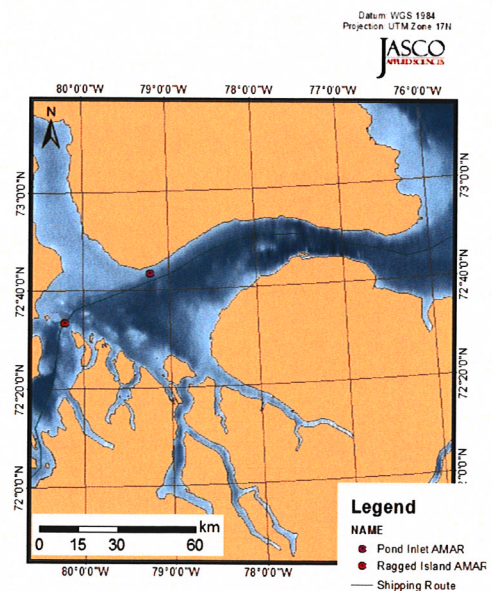 Datum: WGS 1984
Projection: UTM Zone 17N
JASCO
APPLIED SCIENCES
80°0'0"W 79°0'0"W 78°0'0"W 77°0'0"W 76°0'0"W
N
73°0'0"N 73°0'0"N
72°40'0"N 72°40'0"N
72°20'0"N 72°20'0"N
72°0'0"N
km
0 15 30 60
80°0'0"W 79°0'0"W 78°0'0"W
Legend
NAME
Pond Inlet AMAR
Ragged Island AMAR
Shipping Route